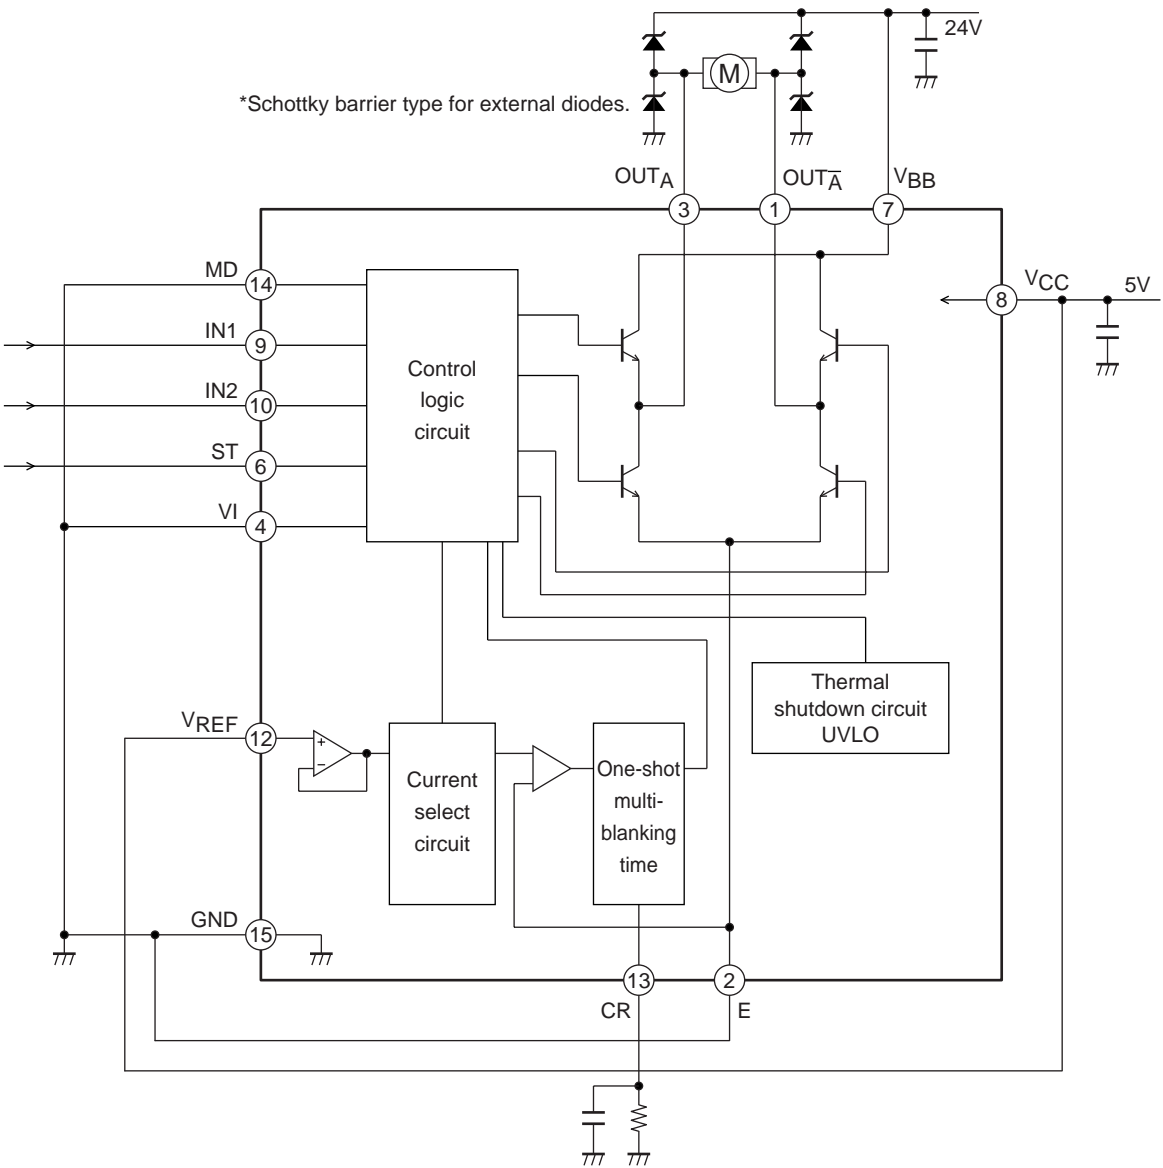 24V
M
*Schottky barrier type for external diodes.
OUTA
OUTA̅
VBB
3
1
7
MD
14
VCC
5V
8
IN1
9
IN2
10
ST
6
VI
4
Control
logic
circuit
Thermal
shutdown circuit
UVLO
VREF
12
+
−
Current
select
circuit
One-shot
multi-
blanking
time
GND
15
13
2
CR
E